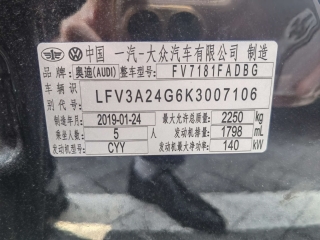 中国 一汽-大众汽车有限公司 制造
品牌: 奥迪(AUDI) 整车型号: FV7181FADBG
车辆识别代号 LFV3A24G6K3007106
制造年月 2019-01-24 最大允许总质量: 2250 kg
乘坐人数: 5 人 发动机排量: 1798 mL
发动机型号: CYY 发动机最大净功率: 140 kW